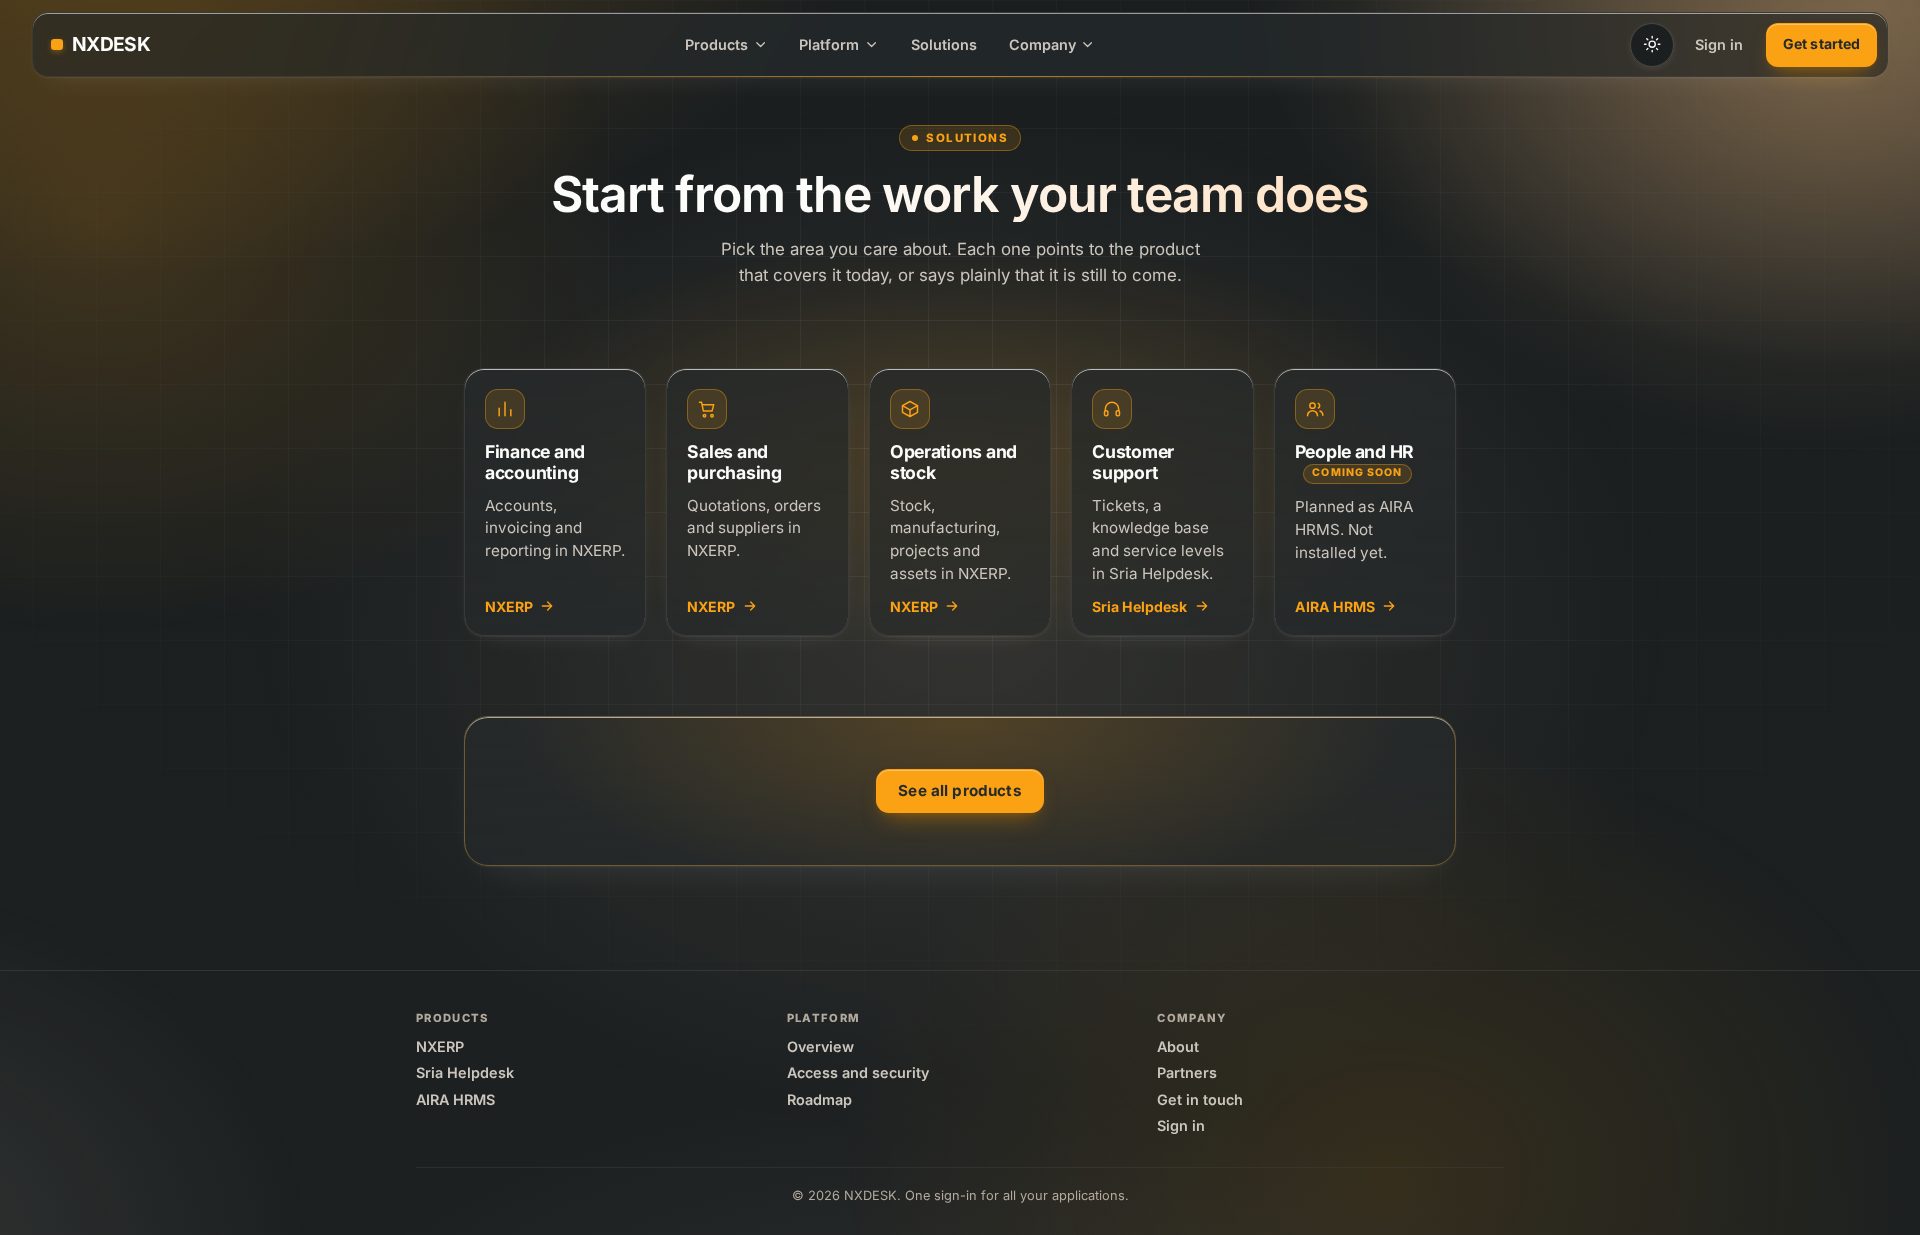 NXDESK
Products
Platform
Solutions
Company
Sign in
Get started
SOLUTIONS
Start from the work your team does
Pick the area you care about. Each one points to the product
that covers it today, or says plainly that it is still to come.
Finance and
accounting
Accounts,
invoicing and
reporting in NXERP.
NXERP →
Sales and
purchasing
Quotations, orders
and suppliers in
NXERP.
NXERP →
Operations and
stock
Stock,
manufacturing,
projects and
assets in NXERP.
NXERP →
Customer
support
Tickets, a
knowledge base
and service levels
in Sria Helpdesk.
Sria Helpdesk →
People and HR
COMING SOON
Planned as AIRA
HRMS. Not
installed yet.
AIRA HRMS →
See all products
PRODUCTS
NXERP
Sria Helpdesk
AIRA HRMS
PLATFORM
Overview
Access and security
Roadmap
COMPANY
About
Partners
Get in touch
Sign in
© 2026 NXDESK. One sign-in for all your applications.